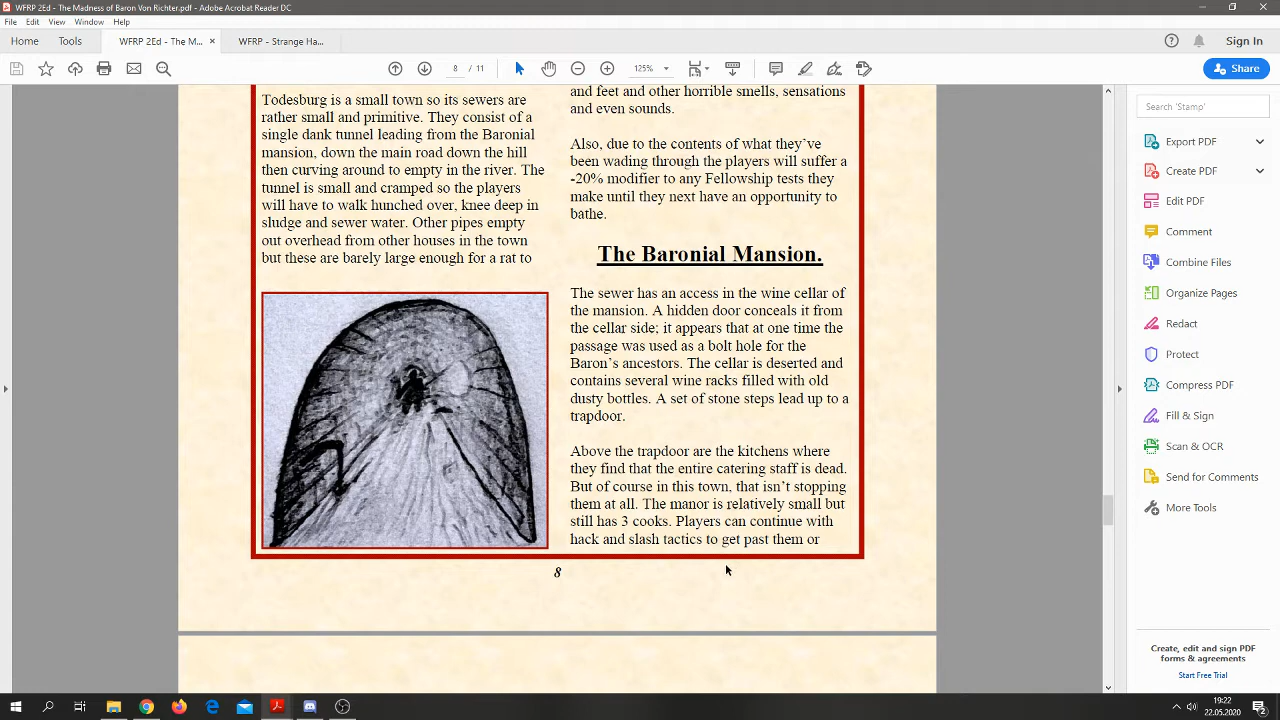 WFRP 2Ed - The Madness of Baron Von Richter.pdf - Adobe Acrobat Reader DC
File Edit View Window Help
Home Tools WFRP 2Ed - The M... × WFRP - Strange Ha... Sign In
8 / 11 125% Share
Todesburg is a small town so its sewers are
rather small and primitive. They consist of a
single dank tunnel leading from the Baronial
mansion, down the main road down the hill
then curving around to empty in the river. The
tunnel is small and cramped so the players
will have to walk hunched over, knee deep in
sludge and sewer water. Other pipes empty
out overhead from other houses in the town
but these are barely large enough for a rat to
and feet and other horrible smells, sensations
and even sounds.
Also, due to the contents of what they've
been wading through the players will suffer a
-20% modifier to any Fellowship tests they
make until they next have an opportunity to
bathe.
The Baronial Mansion.
The sewer has an access in the wine cellar of
the mansion. A hidden door conceals it from
the cellar side; it appears that at one time the
passage was used as a bolt hole for the
Baron's ancestors. The cellar is deserted and
contains several wine racks filled with old
dusty bottles. A set of stone steps lead up to a
trapdoor.
Above the trapdoor are the kitchens where
they find that the entire catering staff is dead.
But of course in this town, that isn't stopping
them at all. The manor is relatively small but
still has 3 cooks. Players can continue with
hack and slash tactics to get past them or
8
Search 'Stamp'
Export PDF
Create PDF
Edit PDF
Comment
Combine Files
Organize Pages
Redact
Protect
Compress PDF
Fill & Sign
Scan & OCR
Send for Comments
More Tools
Create, edit and sign PDF
forms & agreements
Start Free Trial
19:22
22.05.2020
2